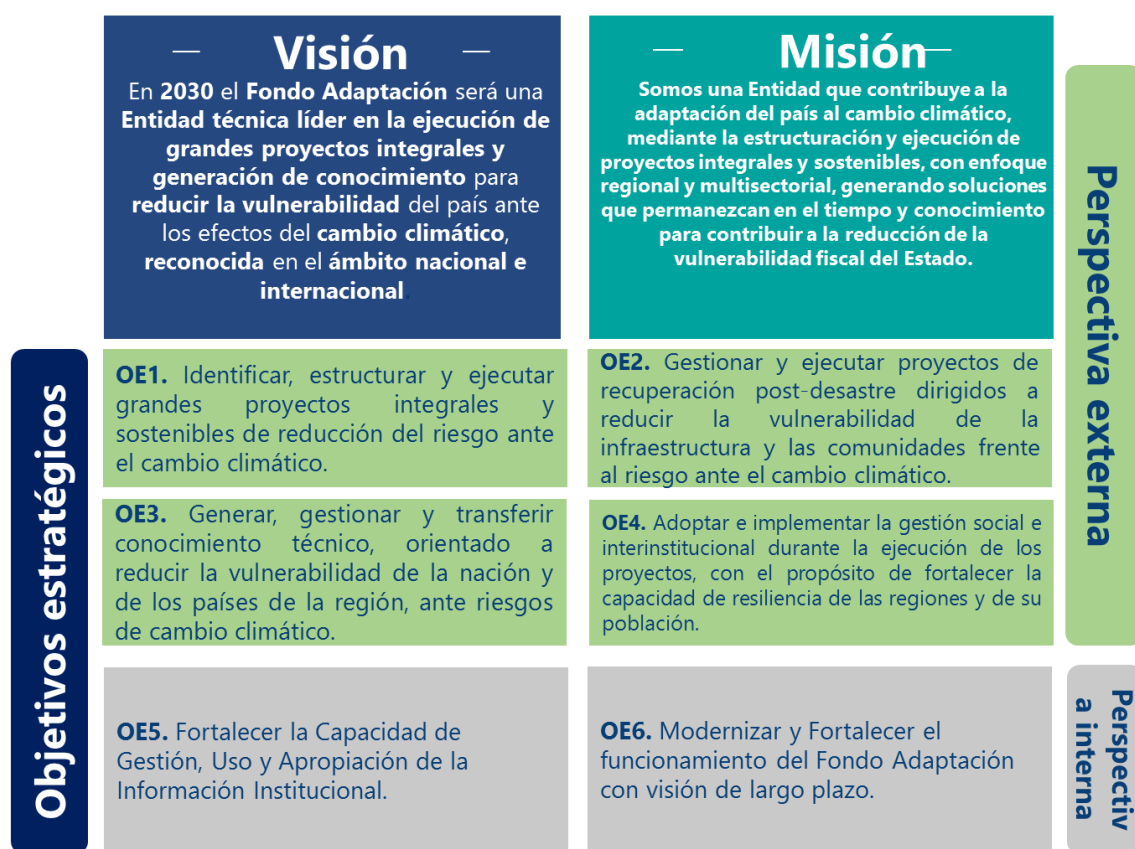 Visión
En 2030 el Fondo Adaptación será una
Entidad técnica líder en la ejecución de
grandes proyectos integrales y
generación de conocimiento para
reducir la vulnerabilidad del país ante
los efectos del cambio climático,
reconocida en el ámbito nacional e
internacional.
Misión
Somos una Entidad que contribuye a la
adaptación del país al cambio climático,
mediante la estructuración y ejecución de
proyectos integrales y sostenibles, con enfoque
regional y multisectorial, generando soluciones
que permanezcan en el tiempo y conocimiento
para contribuir a la reducción de la
vulnerabilidad fiscal del Estado.
Perspectiva externa
Objetivos estratégicos
OE1. Identificar, estructurar y ejecutar
grandes proyectos integrales y
sostenibles de reducción del riesgo ante
el cambio climático.
OE2. Gestionar y ejecutar proyectos de
recuperación post-desastre dirigidos a
reducir la vulnerabilidad de la
infraestructura y las comunidades frente
al riesgo ante el cambio climático.
OE3. Generar, gestionar y transferir
conocimiento técnico, orientado a
reducir la vulnerabilidad de la nación y
de los países de la región, ante riesgos
de cambio climático.
OE4. Adoptar e implementar la gestión social e
interinstitucional durante la ejecución de los
proyectos, con el propósito de fortalecer la
capacidad de resiliencia de las regiones y de su
población.
OE5. Fortalecer la Capacidad de
Gestión, Uso y Apropiación de la
Información Institucional.
OE6. Modernizar y Fortalecer el
funcionamiento del Fondo Adaptación
con visión de largo plazo.
Perspectiv
a interna